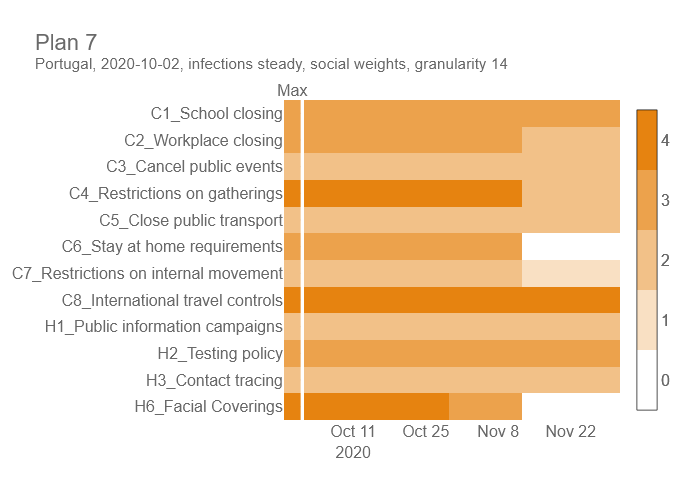 Plan 7
Portugal, 2020-10-02, infections steady, social weights, granularity 14
Max
C1_School closing
C2_Workplace closing
C3_Cancel public events
C4_Restrictions on gatherings
C5_Close public transport
C6_Stay at home requirements
C7_Restrictions on internal movement
C8_International travel controls
H1_Public information campaigns
H2_Testing policy
H3_Contact tracing
H6_Facial Coverings
Oct 11 Oct 25 Nov 8 Nov 22
2020
4
3
2
1
0